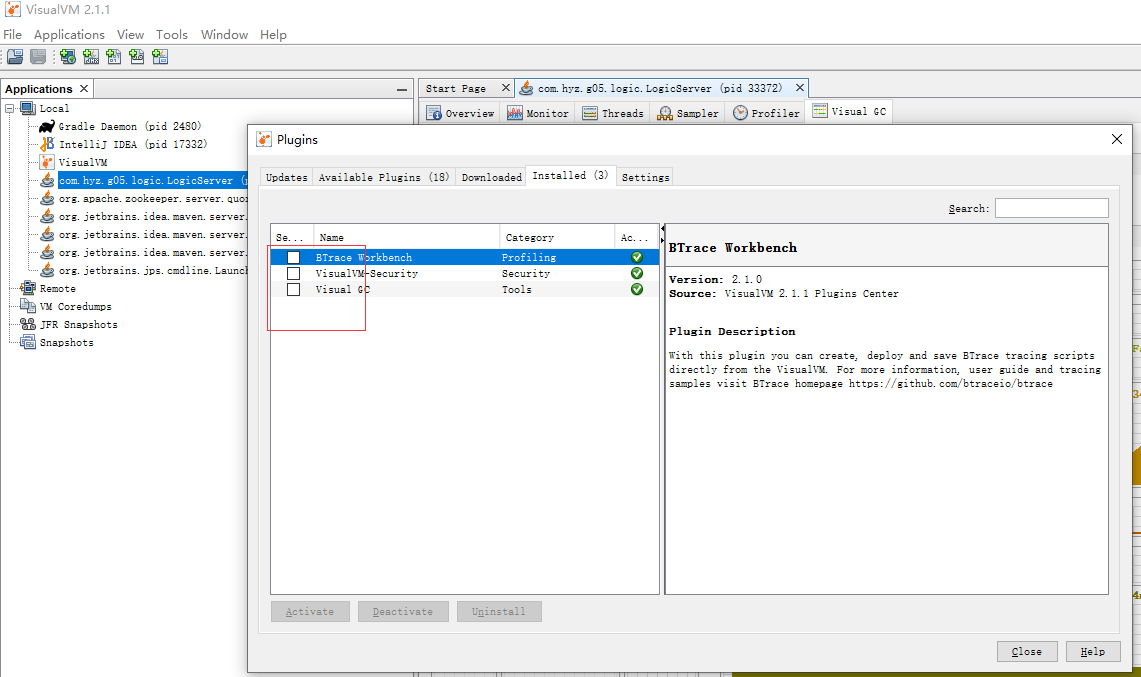 VisualVM 2.1.1
File Applications View Tools Window Help
Applications
Start Page
com.hyz.g05.logic.LogicServer (pid 33372)
Overview Monitor Threads Sampler Profiler Visual GC
Local
Gradle Daemon (pid 2480)
IntelliJ IDEA (pid 17332)
VisualVM
com.hyz.g05.logic.LogicServer (
org.apache.zookeeper.server.quo
org.jetbrains.idea.maven.server.
org.jetbrains.idea.maven.server.
org.jetbrains.idea.maven.server.
org.jetbrains.jps.cmdline.Launch
Remote
VM Coredumps
JFR Snapshots
Snapshots
Plugins
Updates Available Plugins (18) Downloaded Installed (3) Settings
Search:
Se... Name Category Ac...
BTrace Workbench Profiling
VisualVM-Security Security
Visual GC Tools
BTrace Workbench
Version: 2.1.0
Source: VisualVM 2.1.1 Plugins Center
Plugin Description
With this plugin you can create, deploy and save BTrace tracing scripts
directly from the VisualVM. For more information, user guide and tracing
samples visit BTrace homepage https://github.com/btraceio/btrace
Activate Deactivate Uninstall
Close Help